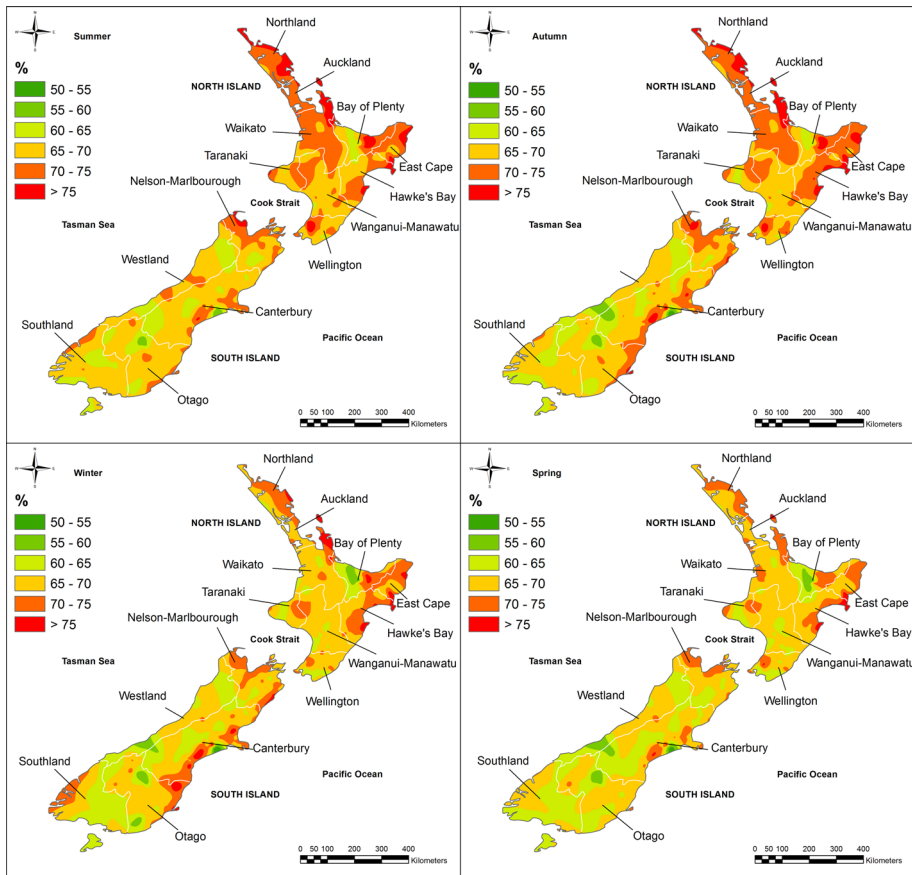 N
W
E
S
Summer
%
50 - 55
55 - 60
60 - 65
65 - 70
70 - 75
> 75
Northland
Auckland
NORTH ISLAND
Bay of Plenty
Waikato
Taranaki
East Cape
Nelson-Marlbourough
Hawke's Bay
Cook Strait
Tasman Sea
Wanganui-Manawatu
Wellington
Westland
Canterbury
Southland
Pacific Ocean
SOUTH ISLAND
Otago
0 50 100 200 300 400
Kilometers
N
W
E
S
Autumn
%
50 - 55
55 - 60
60 - 65
65 - 70
70 - 75
> 75
Northland
Auckland
NORTH ISLAND
Bay of Plenty
Waikato
Taranaki
East Cape
Nelson-Marlbourough
Hawke's Bay
Cook Strait
Tasman Sea
Wanganui-Manawatu
Wellington
Westland
Canterbury
Southland
Pacific Ocean
SOUTH ISLAND
Otago
0 50 100 200 300 400
Kilometers
N
W
E
S
Winter
%
50 - 55
55 - 60
60 - 65
65 - 70
70 - 75
> 75
Northland
Auckland
NORTH ISLAND
Bay of Plenty
Waikato
Taranaki
East Cape
Nelson-Marlbourough
Hawke's Bay
Cook Strait
Tasman Sea
Wanganui-Manawatu
Wellington
Westland
Canterbury
Southland
Pacific Ocean
SOUTH ISLAND
Otago
0 50 100 200 300 400
Kilometers
N
W
E
S
Spring
%
50 - 55
55 - 60
60 - 65
65 - 70
70 - 75
> 75
Northland
Auckland
NORTH ISLAND
Bay of Plenty
Waikato
Taranaki
East Cape
Nelson-Marlbourough
Hawke's Bay
Cook Strait
Tasman Sea
Wanganui-Manawatu
Wellington
Westland
Canterbury
Southland
Pacific Ocean
SOUTH ISLAND
Otago
0 50 100 200 300 400
Kilometers